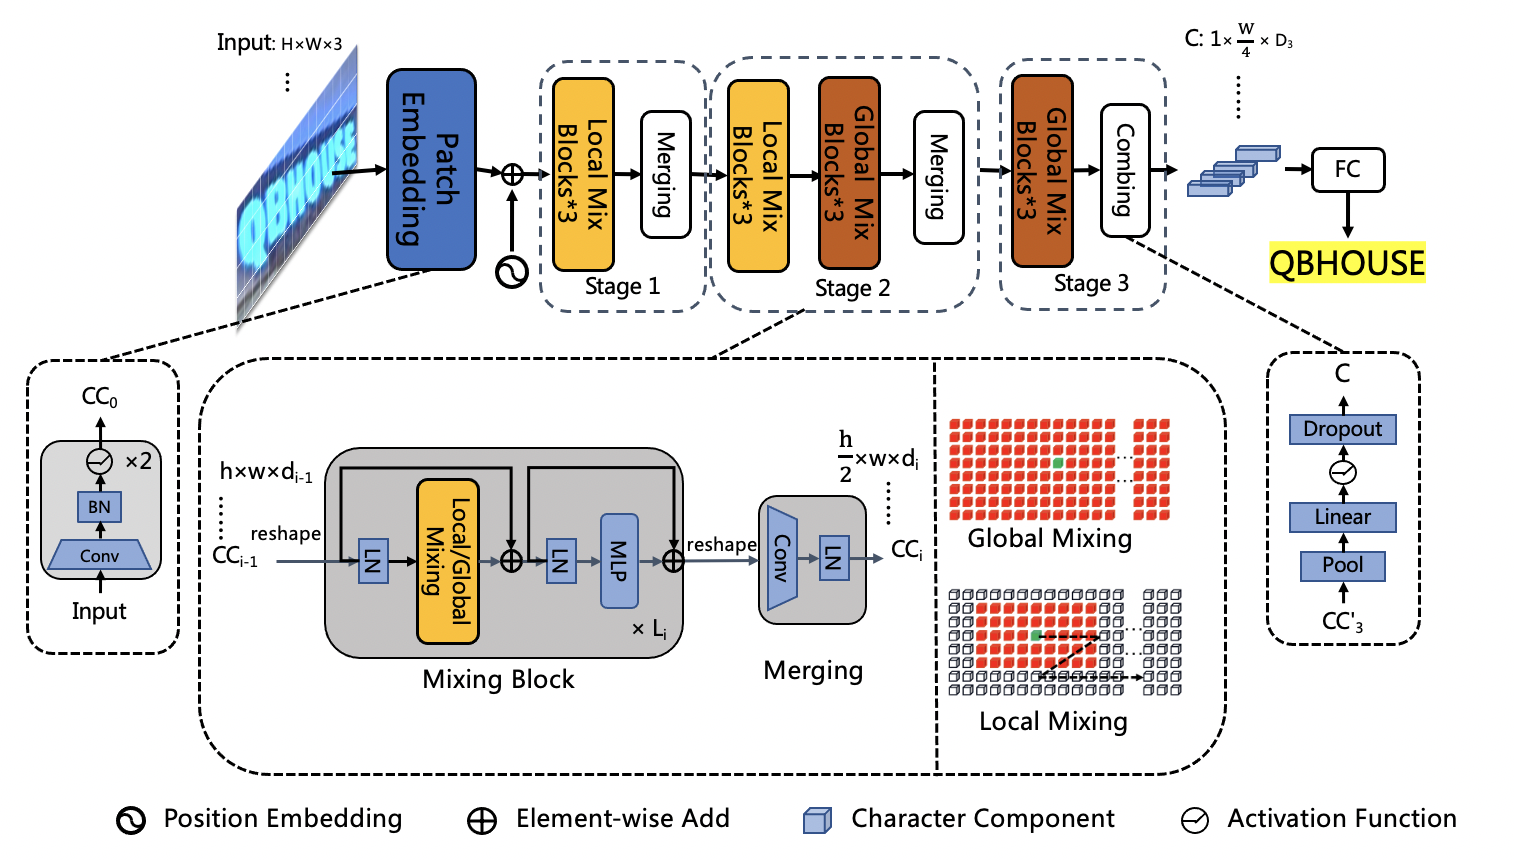 Input: H×W×3
QBHOUSE
Patch
Embedding
Local Mix
Blocks*3
Merging
Stage 1
Local Mix
Blocks*3
Global Mix
Blocks*3
Merging
Stage 2
Global Mix
Blocks*3
Combing
Stage 3
C: 1× W/4 × D₃
FC
QBHOUSE
CC₀
×2
BN
Conv
Input
h×w×dᵢ₋₁
reshape
CCᵢ₋₁
LN
Local/Global
Mixing
LN
MLP
× Lᵢ
Mixing Block
reshape
Conv
LN
Merging
h/2 ×w×dᵢ
CCᵢ
Global Mixing
Local Mixing
C
Dropout
Linear
Pool
CC'₃
Position Embedding
Element-wise Add
Character Component
Activation Function